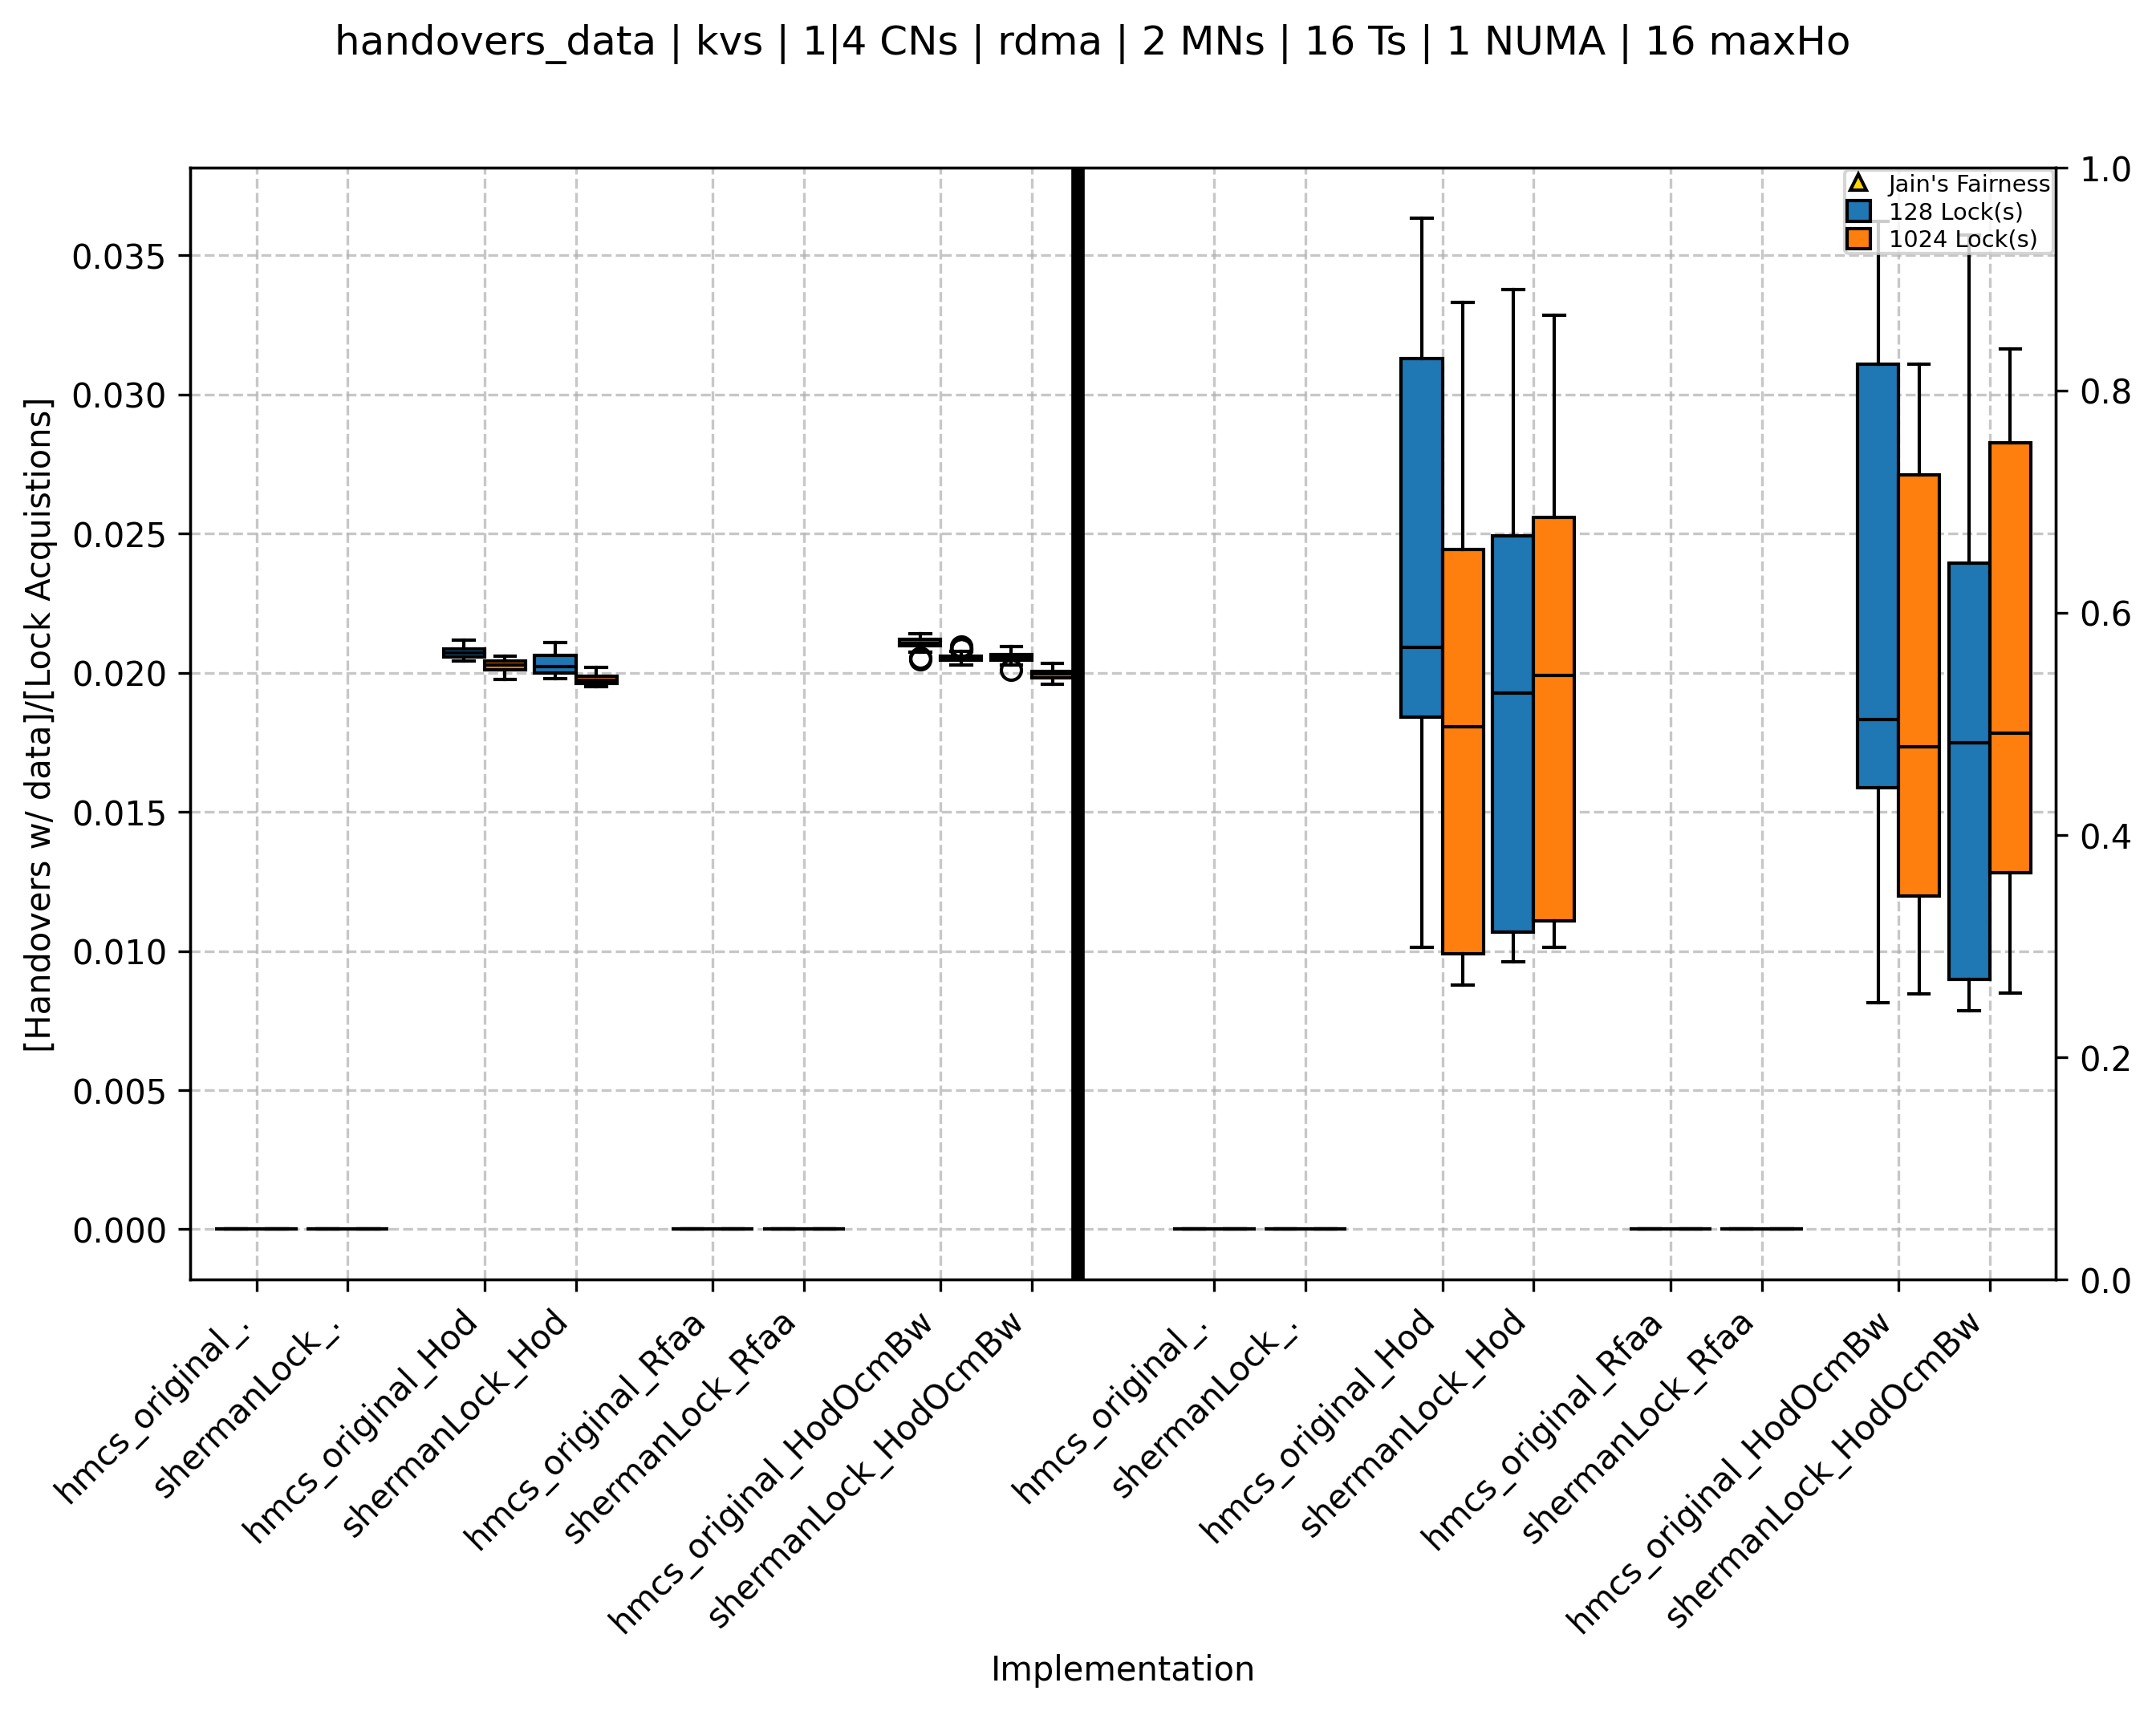 handovers_data | kvs | 1|4 CNs | rdma | 2 MNs | 16 Ts | 1 NUMA | 16 maxHo
[Handovers w/ data]/[Lock Acquistions]
0.035
0.030
0.025
0.020
0.015
0.010
0.005
0.000
Jain's Fairness
128 Lock(s)
1024 Lock(s)
1.0
0.8
0.6
0.4
0.2
0.0
hmcs_original_.
shermanLock_.
hmcs_original_Hod
shermanLock_Hod
hmcs_original_Rfaa
shermanLock_Rfaa
hmcs_original_HodOcmBw
shermanLock_HodOcmBw
hmcs_original_.
shermanLock_.
hmcs_original_Hod
shermanLock_Hod
hmcs_original_Rfaa
shermanLock_Rfaa
hmcs_original_HodOcmBw
shermanLock_HodOcmBw
Implementation